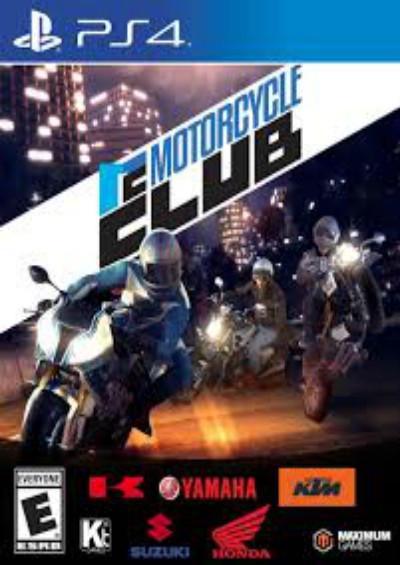 PS4
MOTORCYCLE
CLUB
EVERYONE
E
ESRB
YAMAHA
KTM
SUZUKI
HONDA
MAXIMUM
GAMES